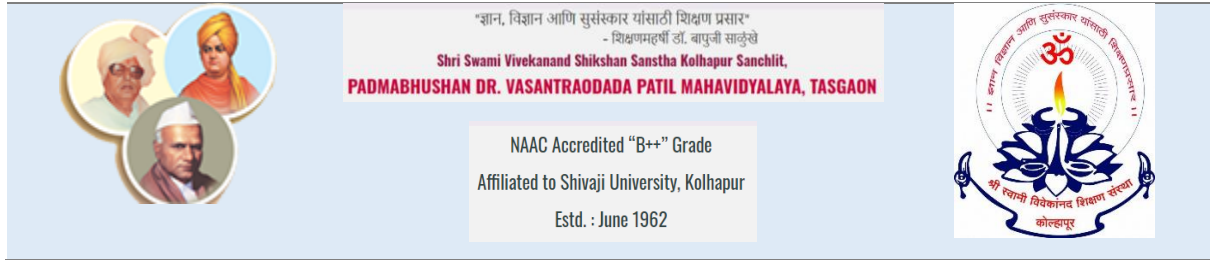 "ज्ञान, विज्ञान आणि सुसंस्कार यांसाठी शिक्षण प्रसार"
- शिक्षणमहर्षी डॉ. बापुजी साळुंखे
Shri Swami Vivekanand Shikshan Sanstha Kolhapur Sanchlit,
PADMABHUSHAN DR. VASANTRAODADA PATIL MAHAVIDYALAYA, TASGAON
NAAC Accredited “B++” Grade
Affiliated to Shivaji University, Kolhapur
Estd. : June 1962
।। ज्ञान विज्ञान आणि सुसंस्कार यांसाठी शिक्षणप्रसार ।।
ॐ
श्री स्वामी विवेकानंद शिक्षण संस्था
कोल्हापूर